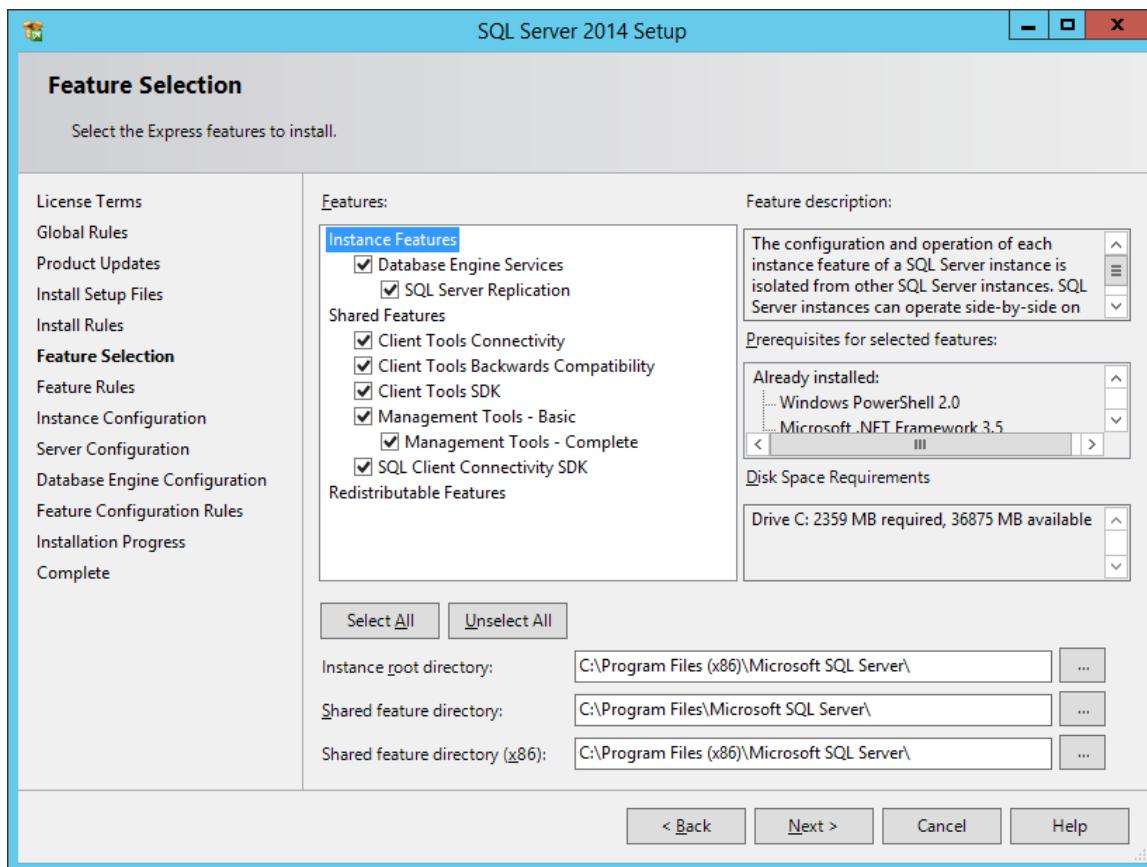 SQL Server 2014 Setup
Feature Selection
Select the Express features to install.
License Terms
Global Rules
Product Updates
Install Setup Files
Install Rules
Feature Selection
Feature Rules
Instance Configuration
Server Configuration
Database Engine Configuration
Feature Configuration Rules
Installation Progress
Complete
Features:
Instance Features
Database Engine Services
SQL Server Replication
Shared Features
Client Tools Connectivity
Client Tools Backwards Compatibility
Client Tools SDK
Management Tools - Basic
Management Tools - Complete
SQL Client Connectivity SDK
Redistributable Features
Feature description:
The configuration and operation of each
instance feature of a SQL Server instance is
isolated from other SQL Server instances. SQL
Server instances can operate side-by-side on
Prerequisites for selected features:
Already installed:
Windows PowerShell 2.0
Microsoft .NET Framework 3.5
Disk Space Requirements
Drive C: 2359 MB required, 36875 MB available
Select All
Unselect All
Instance root directory:
C:\Program Files (x86)\Microsoft SQL Server\
...
Shared feature directory:
C:\Program Files\Microsoft SQL Server\
...
Shared feature directory (x86):
C:\Program Files (x86)\Microsoft SQL Server\
...
< Back
Next >
Cancel
Help